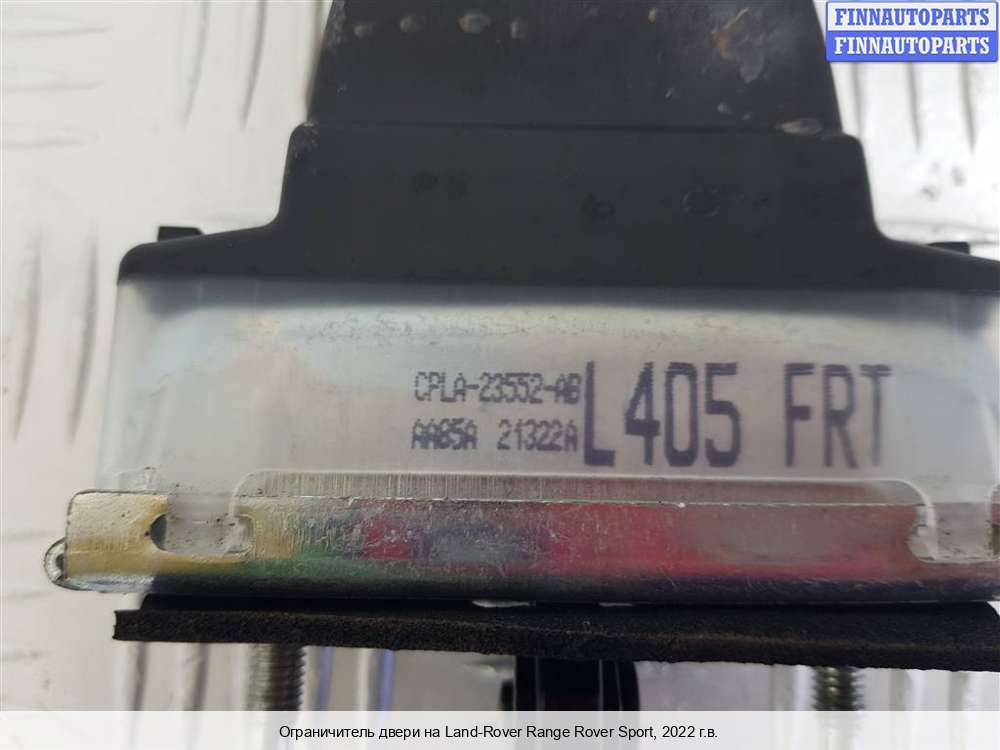 FINNAUTOPARTS
FINNAUTOPARTS
CPLA-23552-AB
L405 FRT
AA85A 21322A
Ограничитель двери на Land-Rover Range Rover Sport, 2022 г.в.